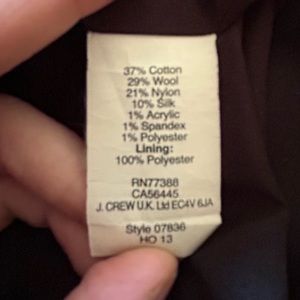 37% Cotton
29% Wool
21% Nylon
10% Silk
1% Acrylic
1% Spandex
1% Polyester
Lining:
100% Polyester
RN77388
CA56445
J. CREW U.K. Ltd EC4V 6JA
Style 07836
HO 13